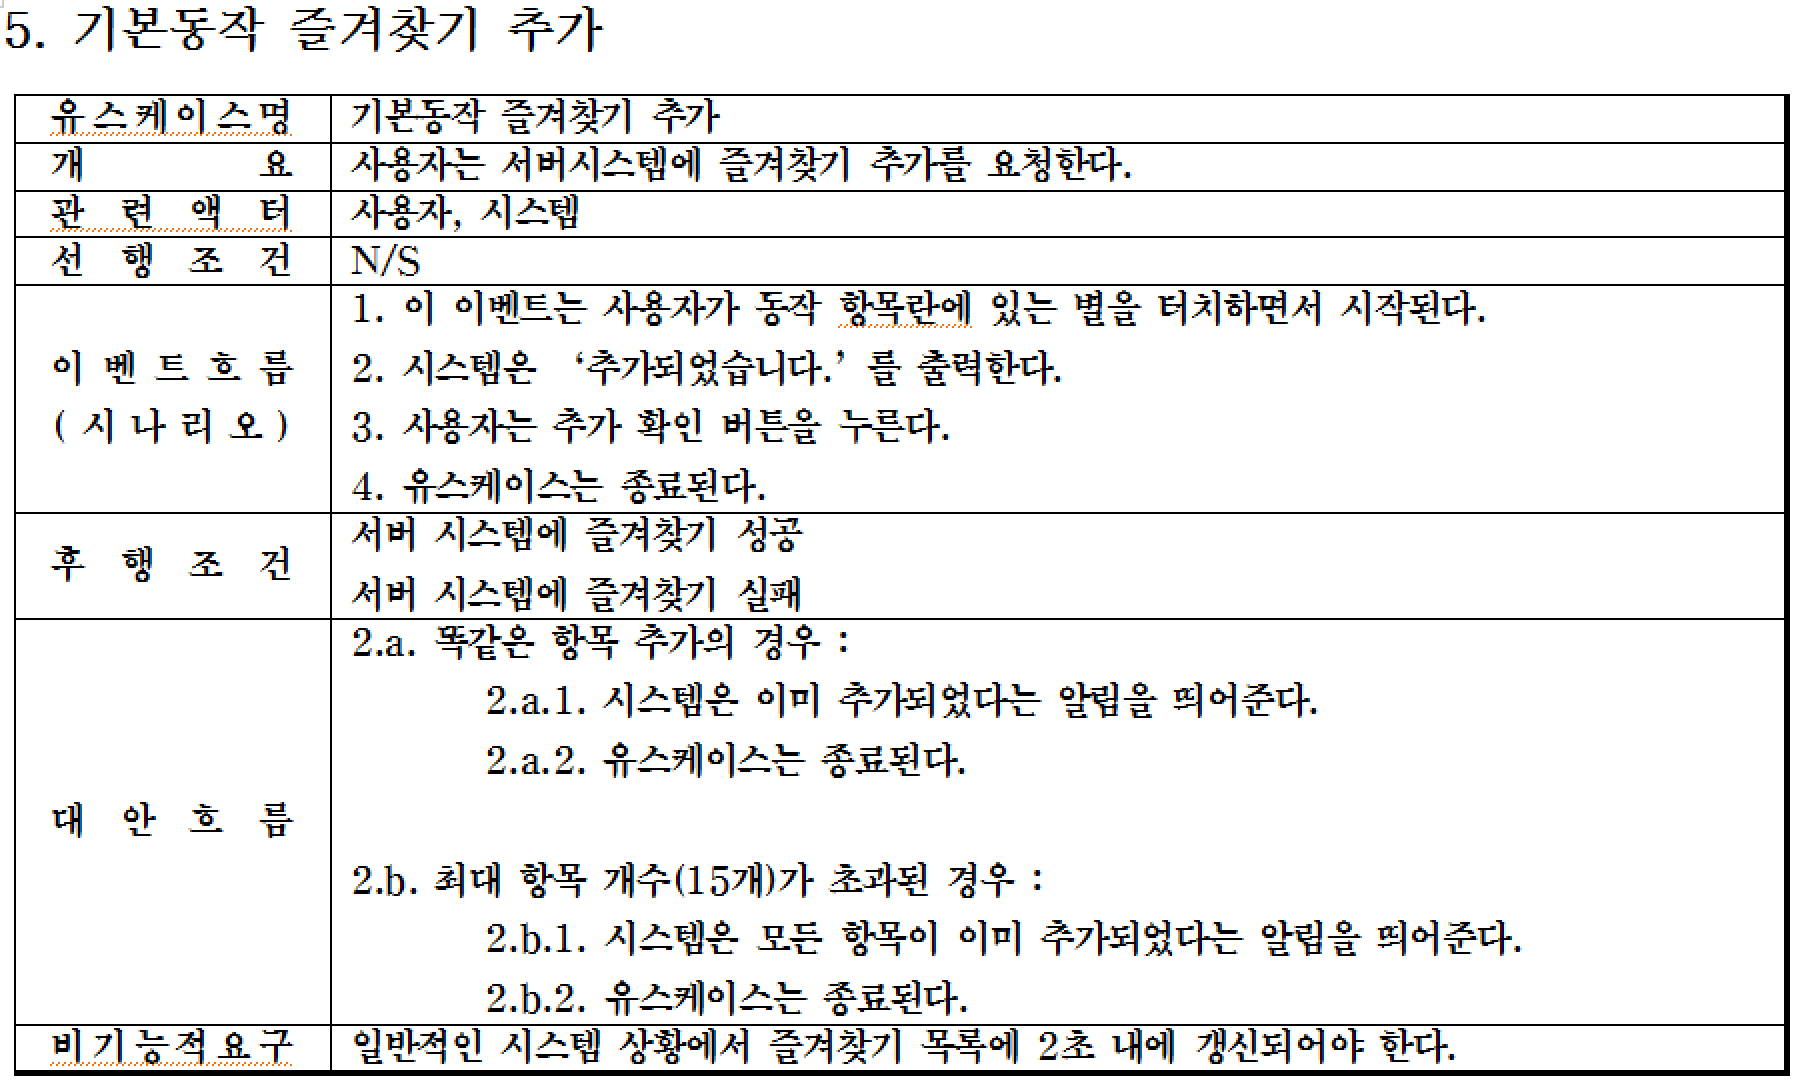 5. 기본동작 즐겨찾기 추가
유스케이스명 기본동작 즐겨찾기 추가
개 요 사용자는 서버시스템에 즐겨찾기 추가를 요청한다.
관 련 액 터 사용자, 시스템
선 행 조 건 N/S
이 벤 트 흐 름
( 시 나 리 오 )
1. 이 이벤트는 사용자가 동작 항목란에 있는 별을 터치하면서 시작된다.
2. 시스템은 ‘추가되었습니다.’ 를 출력한다.
3. 사용자는 추가 확인 버튼을 누른다.
4. 유스케이스는 종료된다.
후 행 조 건
서버 시스템에 즐겨찾기 성공
서버 시스템에 즐겨찾기 실패
대 안 흐 름
2.a. 똑같은 항목 추가의 경우 :
2.a.1. 시스템은 이미 추가되었다는 알림을 띄어준다.
2.a.2. 유스케이스는 종료된다.
2.b. 최대 항목 개수(15개)가 초과된 경우 :
2.b.1. 시스템은 모든 항목이 이미 추가되었다는 알림을 띄어준다.
2.b.2. 유스케이스는 종료된다.
비기능적요구 일반적인 시스템 상황에서 즐겨찾기 목록에 2초 내에 갱신되어야 한다.